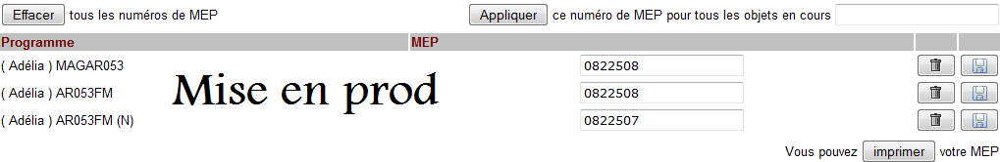 Effacer tous les numéros de MEP Appliquer ce numéro de MEP pour tous les objets en cours
Programme MEP
( Adélia ) MAGAR053 0822508
Mise en prod
( Adélia ) AR053FM 0822508
( Adélia ) AR053FM (N) 0822507
Vous pouvez imprimer votre MEP